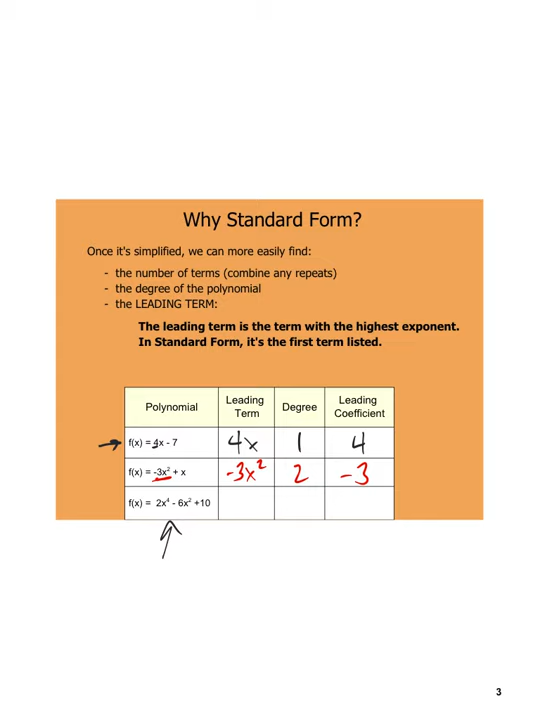 Why Standard Form?
Once it's simplified, we can more easily find:
- the number of terms (combine any repeats)
- the degree of the polynomial
- the LEADING TERM:
The leading term is the term with the highest exponent.
In Standard Form, it's the first term listed.
Polynomial Leading Term Degree Leading Coefficient
f(x) = 4x - 7 4x 1 4
f(x) = -3x² + x -3x² 2 -3
f(x) = 2x⁴ - 6x² +10
3